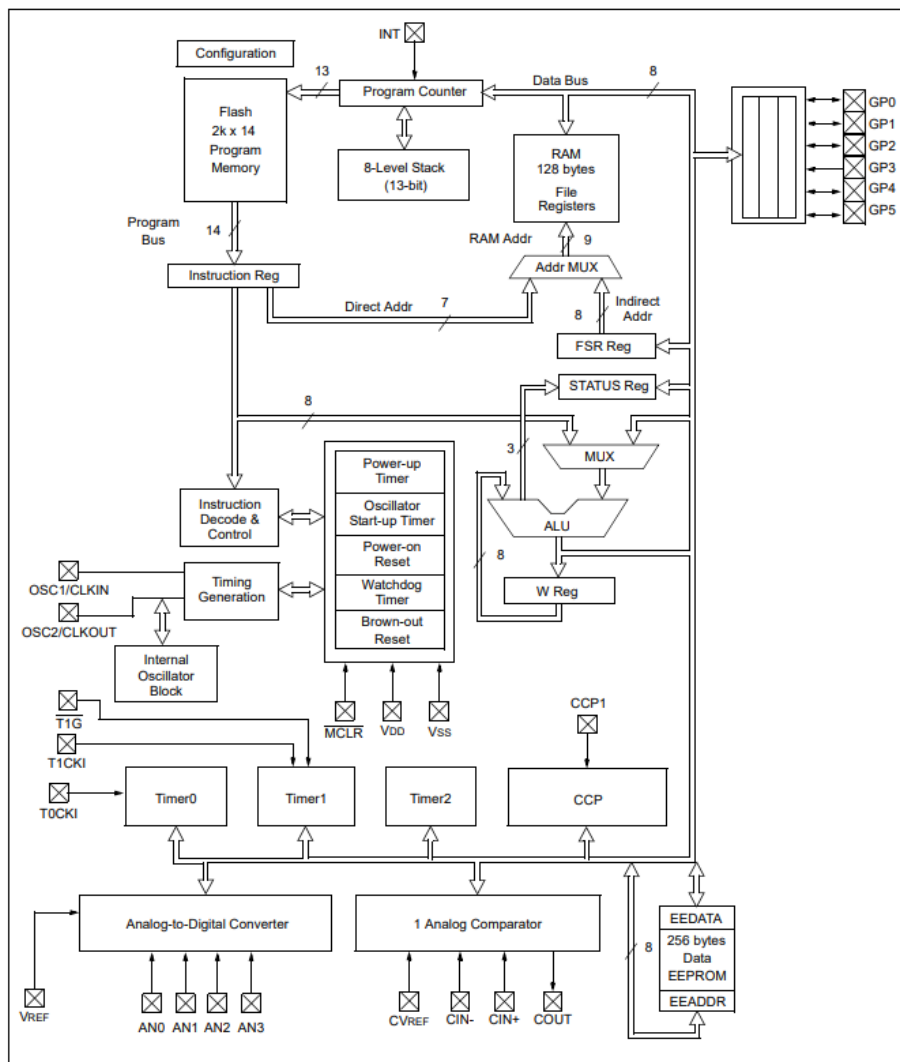 INT
Configuration
13
Data Bus
8
Program Counter
Flash
2k x 14
Program
Memory
8-Level Stack
(13-bit)
RAM
128 bytes
File
Registers
GP0
GP1
GP2
GP3
GP4
GP5
Program
Bus
14
RAM Addr
9
Addr MUX
Instruction Reg
Direct Addr
7
8
Indirect
Addr
FSR Reg
STATUS Reg
8
3
MUX
Power-up
Timer
Oscillator
Start-up Timer
Power-on
Reset
Watchdog
Timer
Brown-out
Reset
Instruction
Decode &
Control
ALU
8
W Reg
OSC1/CLKIN
Timing
Generation
OSC2/CLKOUT
Internal
Oscillator
Block
T1G
MCLR
VDD
VSS
CCP1
T1CKI
T0CKI
Timer0
Timer1
Timer2
CCP
Analog-to-Digital Converter
1 Analog Comparator
8
EEDATA
256 bytes
Data
EEPROM
EEADDR
VREF
AN0
AN1
AN2
AN3
CVREF
CIN-
CIN+
COUT